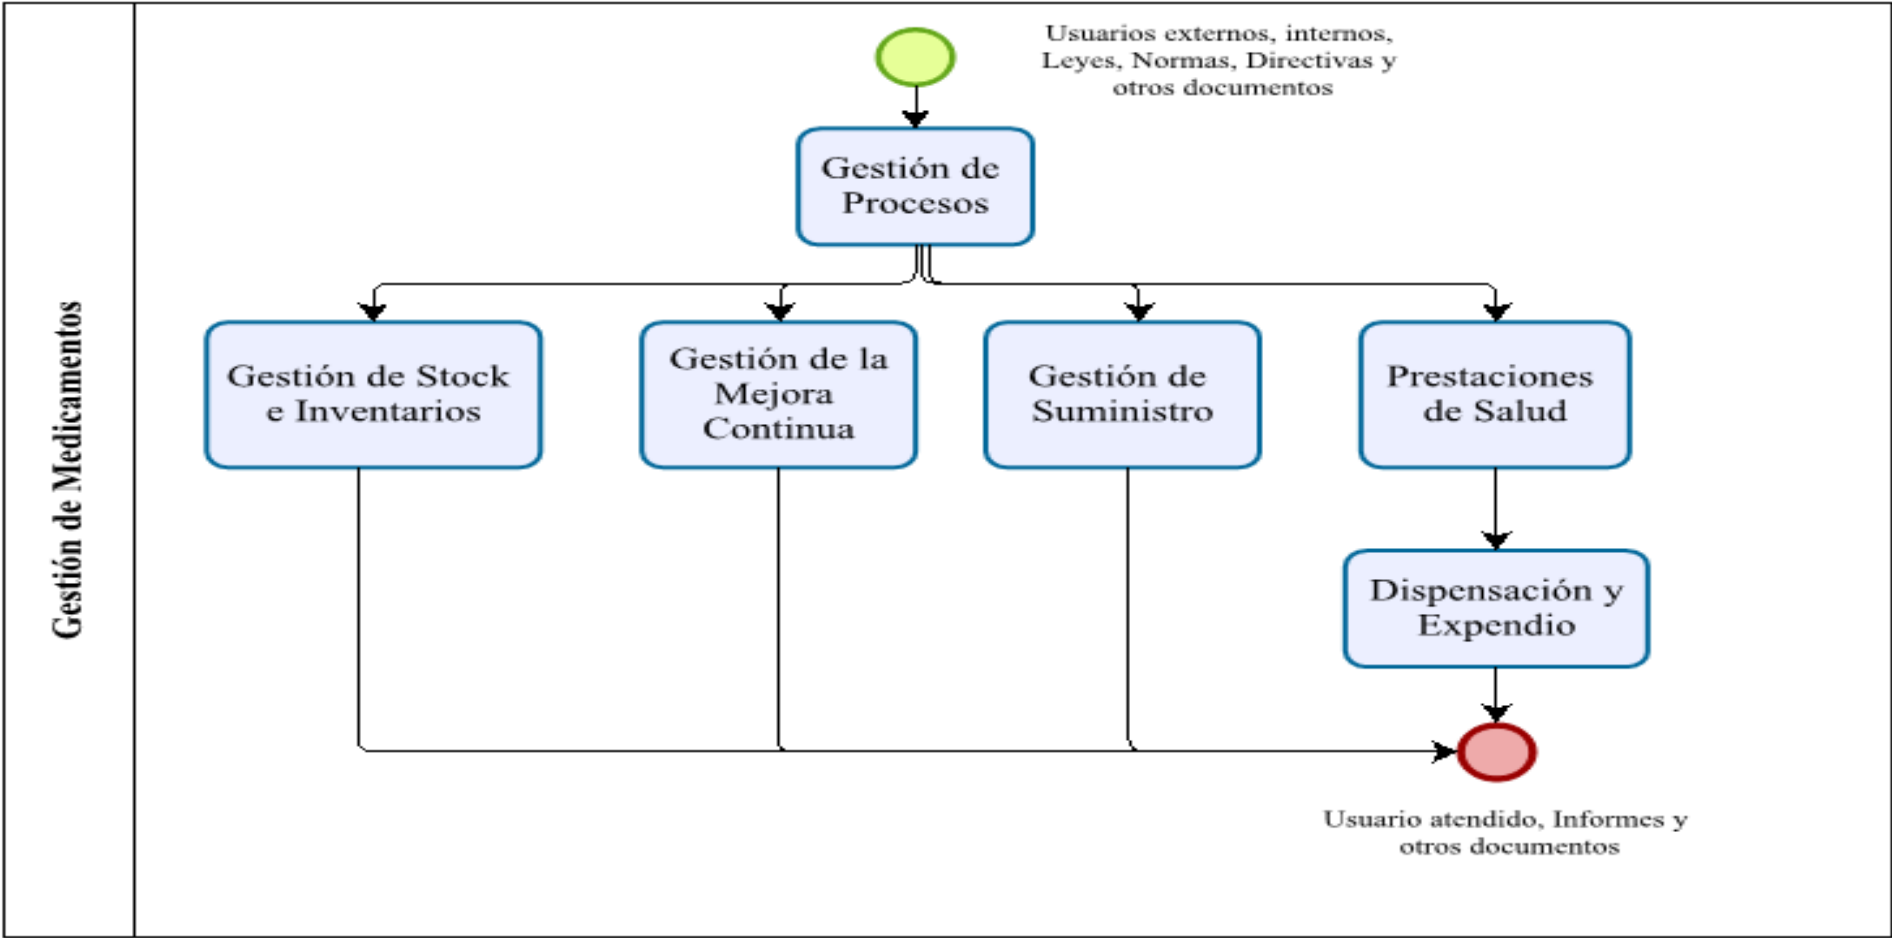 Gestión de Medicamentos
Usuarios externos, internos,
Leyes, Normas, Directivas y
otros documentos
Gestión de
Procesos
Gestión de Stock
e Inventarios
Gestión de la
Mejora
Continua
Gestión de
Suministro
Prestaciones
de Salud
Dispensación y
Expendio
Usuario atendido, Informes y
otros documentos